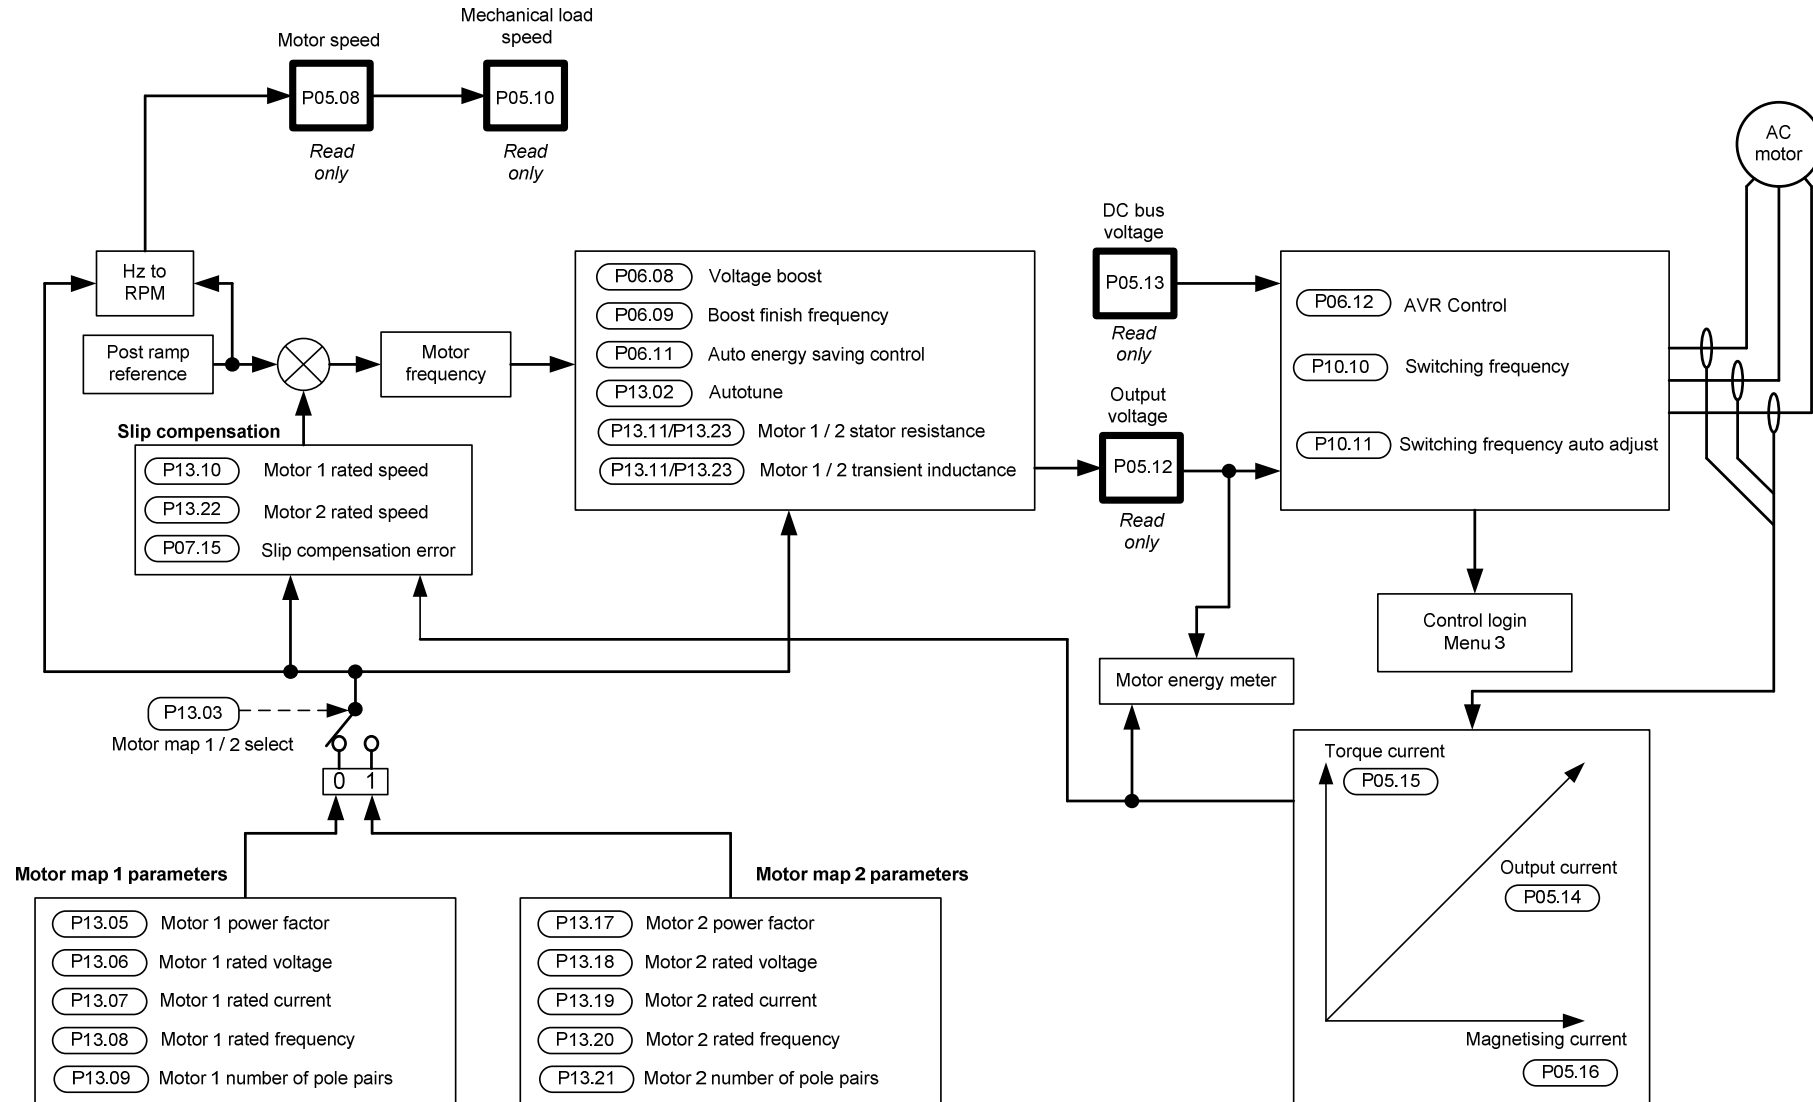 Mechanical load
speed
Motor speed
P05.08
P05.10
Read
only
Read
only
AC
motor
DC bus
voltage
P05.13
Read
only
Hz to
RPM
Post ramp
reference
Motor
frequency
P06.08 Voltage boost
P06.09 Boost finish frequency
P06.11 Auto energy saving control
P13.02 Autotune
P13.11/P13.23 Motor 1 / 2 stator resistance
P13.11/P13.23 Motor 1 / 2 transient inductance
Output
voltage
P05.12
Read
only
P06.12 AVR Control
P10.10 Switching frequency
P10.11 Switching frequency auto adjust
Slip compensation
P13.10 Motor 1 rated speed
P13.22 Motor 2 rated speed
P07.15 Slip compensation error
Control login
Menu 3
Motor energy meter
P13.03
Motor map 1 / 2 select
0 1
Torque current
P05.15
Output current
P05.14
Magnetising current
P05.16
Motor map 1 parameters
P13.05 Motor 1 power factor
P13.06 Motor 1 rated voltage
P13.07 Motor 1 rated current
P13.08 Motor 1 rated frequency
P13.09 Motor 1 number of pole pairs
Motor map 2 parameters
P13.17 Motor 2 power factor
P13.18 Motor 2 rated voltage
P13.19 Motor 2 rated current
P13.20 Motor 2 rated frequency
P13.21 Motor 2 number of pole pairs